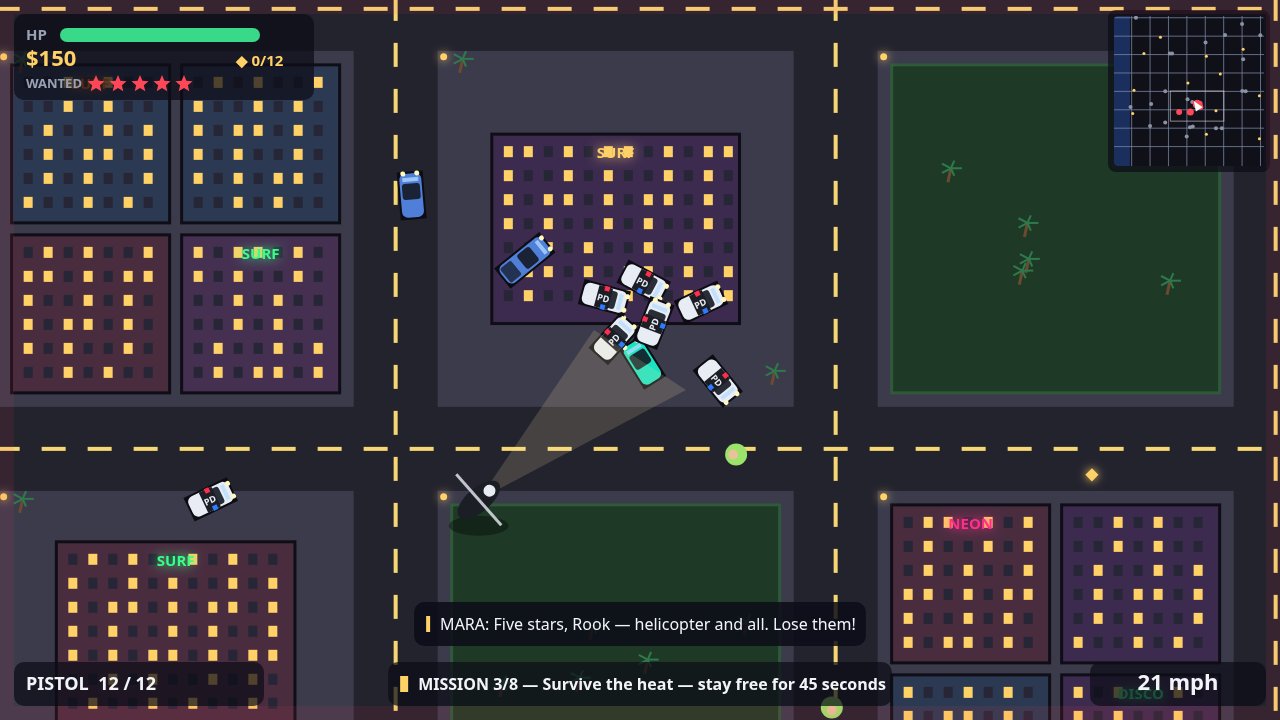 HP
$150
◆ 0/12
WANTED ★★★★★
SURF
SURF
PD
PD
PD
PD
PD
PD
PD
SURF
NEON
MARA: Five stars, Rook — helicopter and all. Lose them!
PISTOL 12 / 12
MISSION 3/8 — Survive the heat — stay free for 45 seconds
21 mph
DISCO